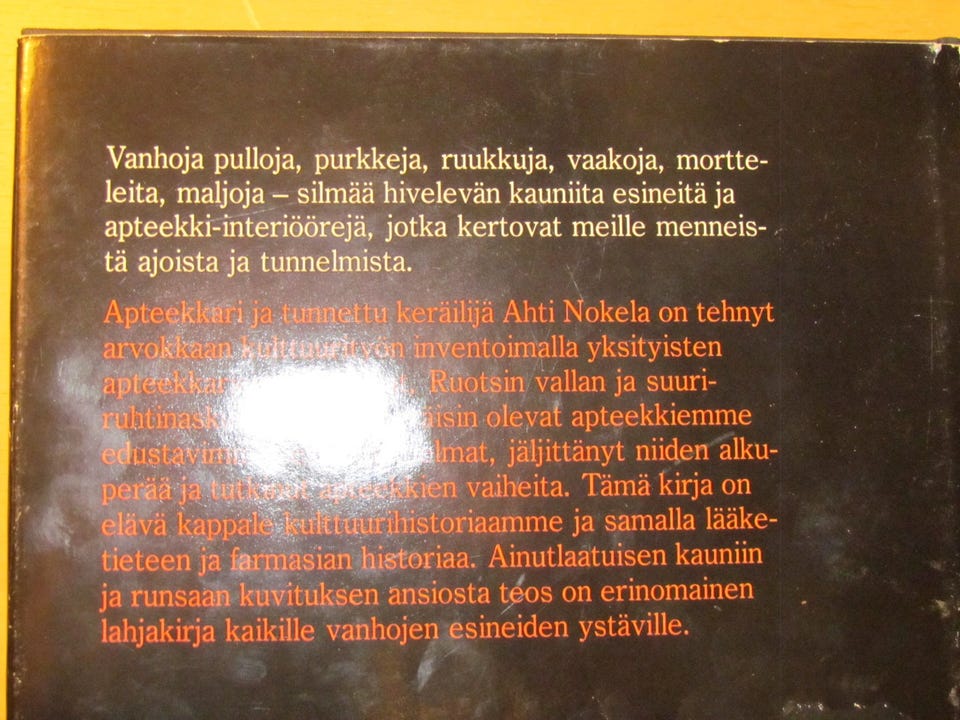 Vanhoja pulloja, purkkeja, ruukkuja, vaakoja, mortte-
leita, maljoja – silmää hivelevän kauniita esineitä ja
apteekki-interiöörejä, jotka kertovat meille menneis-
tä ajoista ja tunnelmista.
Apteekkari ja tunnettu keräilijä Ahti Nokela on tehnyt
arvokkaan kulttuurityön inventoimalla yksityisten
Ruotsin vallan ja suuri-
olevat apteekkiemme
jäljittänyt niiden alku-
perää ja tutkinut apteekkien vaiheita. Tämä kirja on
elävä kappale kulttuurihistoriaamme ja samalla lääke-
tieteen ja farmasian historiaa. Ainutlaatuisen kauniin
ja runsaan kuvituksen ansiosta teos on erinomainen
lahjakirja kaikille vanhojen esineiden ystäville.